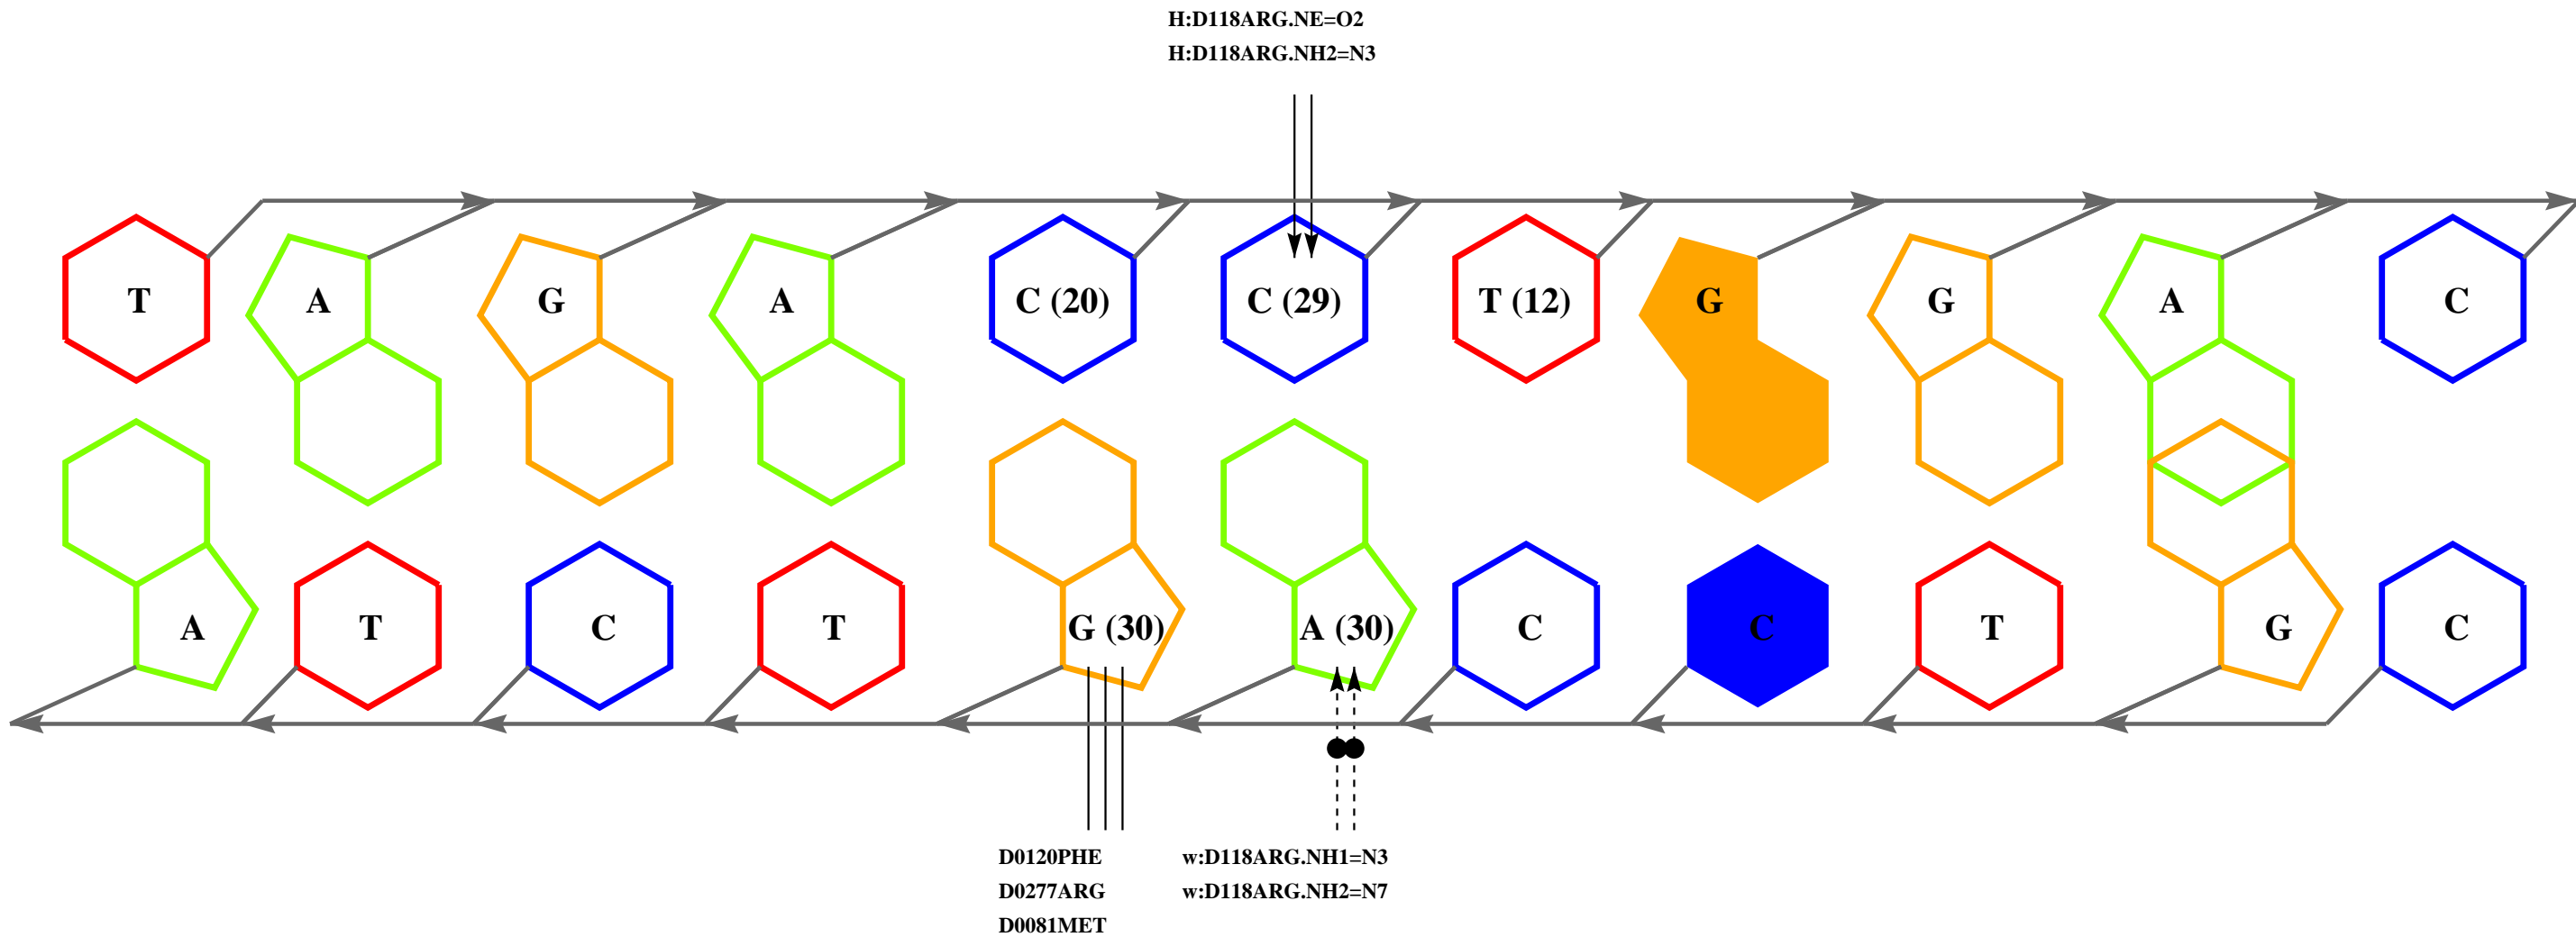 H:D118ARG.NE=O2
H:D118ARG.NH2=N3
T A G A C (20) C (29) T (12) G G A C
A T C T G (30) A (30) C C T G C
D0120PHE w:D118ARG.NH1=N3
D0277ARG w:D118ARG.NH2=N7
D0081MET